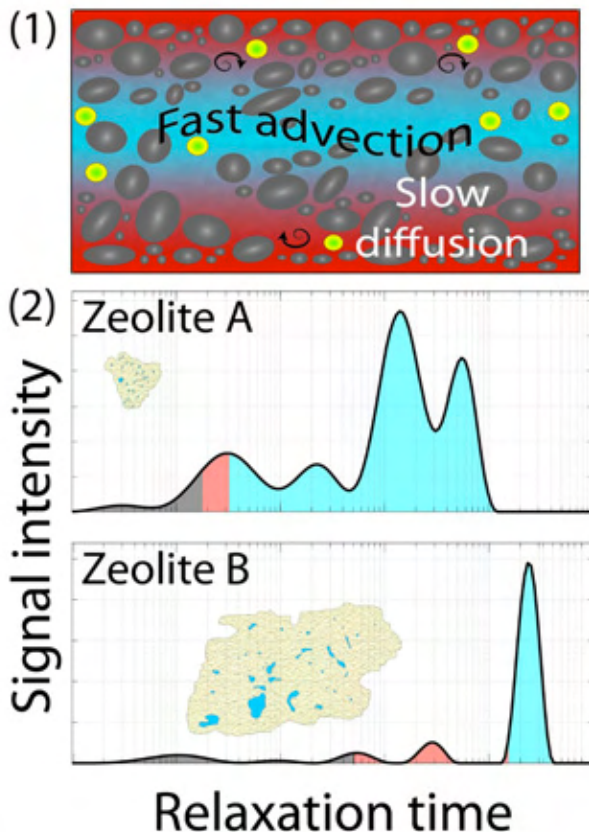 (1)
Fast advection
Slow
diffusion
(2)
Zeolite A
Signal intensity
Zeolite B
Relaxation time